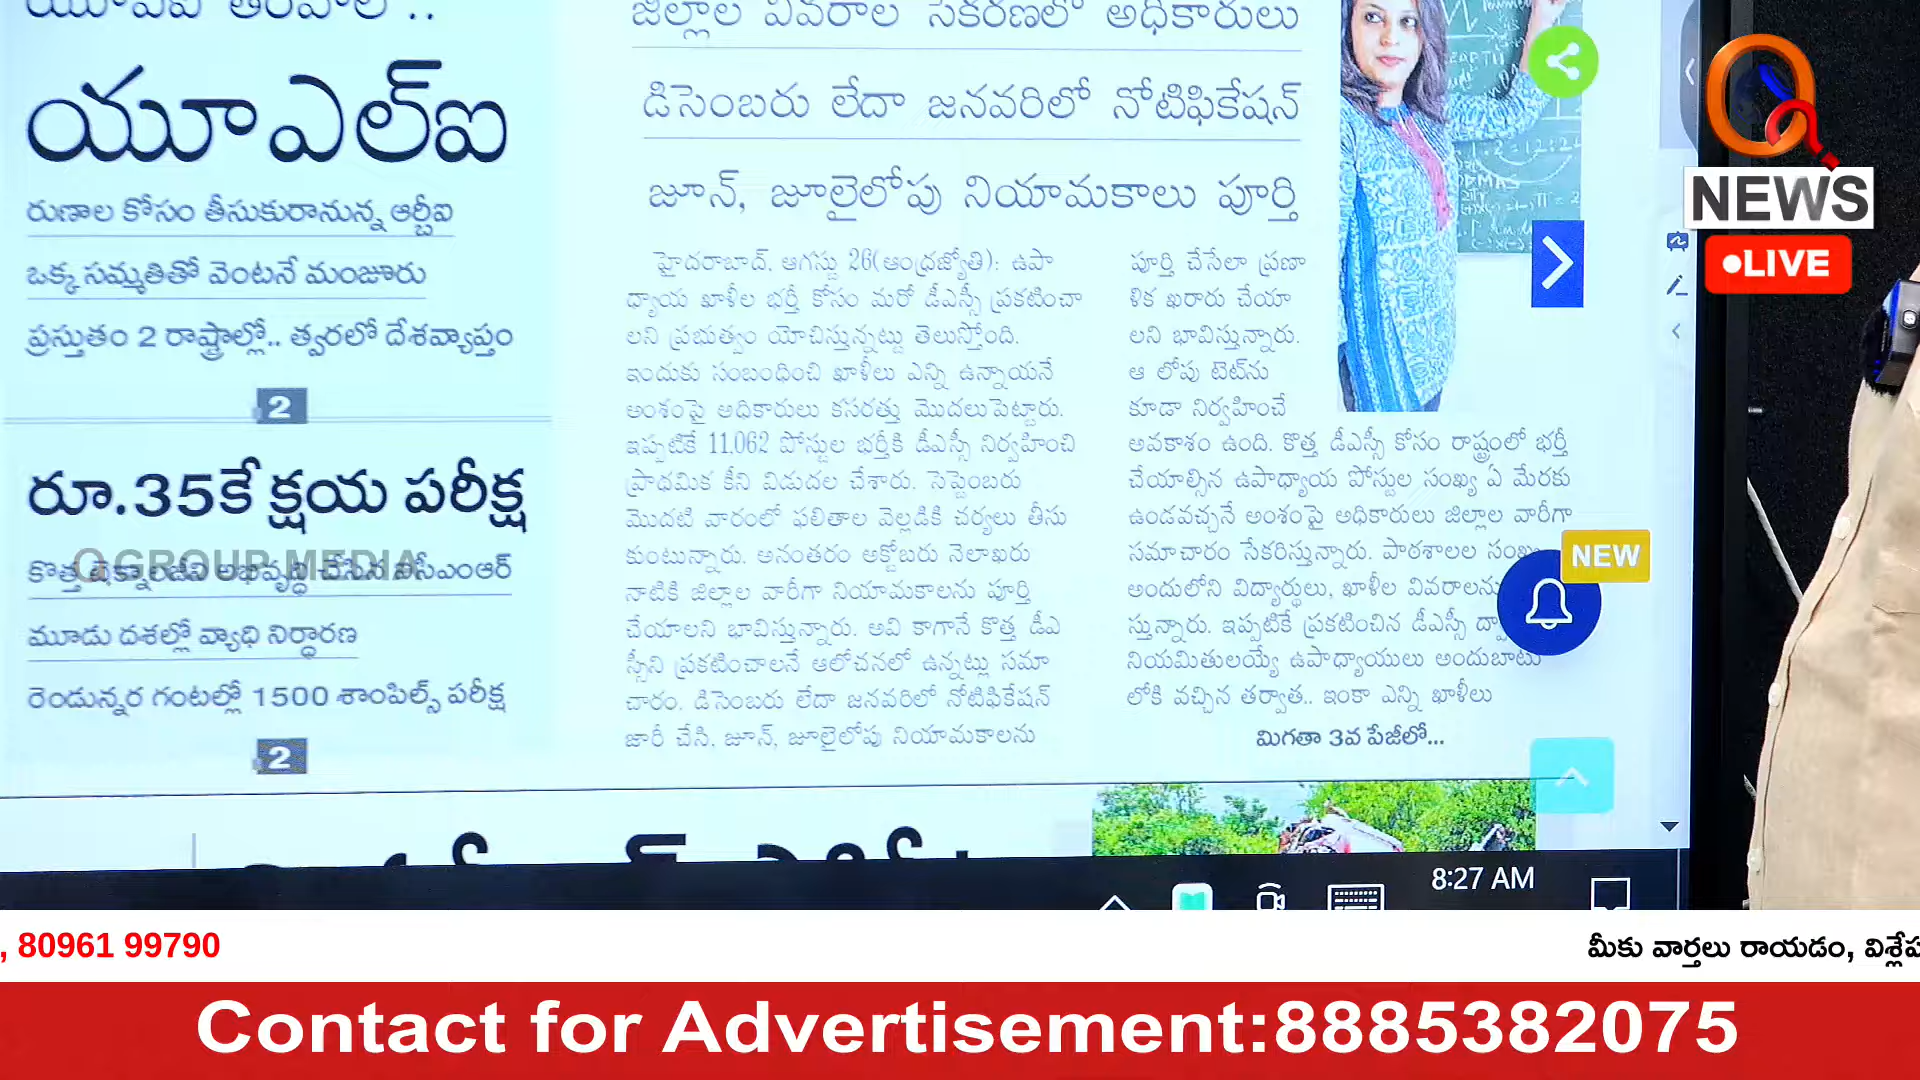 యూఎల్ఐ
రుణాల కోసం తీసుకురానున్న ఆర్బీఐ
ఒక్క సమ్మతితో వెంటనే మంజూరు
ప్రస్తుతం 2 రాష్ట్రాల్లో.. త్వరలో దేశవ్యాప్తం
2
రూ.35కే క్షయ పరీక్ష
కొత్త టెక్నాలజీని అభివృద్ధి చేసిన ఐసీఎంఆర్
మూడు దశల్లో వ్యాధి నిర్ధారణ
రెండున్నర గంటల్లో 1500 శాంపిల్స్ పరీక్ష
2
GROUP MEDIA
జిల్లాల వివరాల సేకరణలో అధికారులు
డిసెంబరు లేదా జనవరిలో నోటిఫికేషన్
జూన్, జూలైలోపు నియామకాలు పూర్తి
హైదరాబాద్, ఆగస్టు 26(ఆంధ్రజ్యోతి): ఉపా
ధ్యాయ ఖాళీల భర్తీ కోసం మరో డీఎస్సీ ప్రకటించా
లని ప్రభుత్వం యోచిస్తున్నట్టు తెలుస్తోంది.
ఇందుకు సంబంధించి ఖాళీలు ఎన్ని ఉన్నాయనే
అంశంపై అధికారులు కసరత్తు మొదలుపెట్టారు.
ఇప్పటికే 11,062 పోస్టుల భర్తీకి డీఎస్సీ నిర్వహించి
ప్రాథమిక కీని విడుదల చేశారు. సెప్టెంబరు
మొదటి వారంలో ఫలితాల వెల్లడికి చర్యలు తీసు
కుంటున్నారు. అనంతరం అక్టోబరు నెలాఖరు
నాటికి జిల్లాల వారీగా నియామకాలను పూర్తి
చేయాలని భావిస్తున్నారు. అవి కాగానే కొత్త డీఎ
స్సీని ప్రకటించాలనే ఆలోచనలో ఉన్నట్లు సమా
చారం. డిసెంబరు లేదా జనవరిలో నోటిఫికేషన్
జారీ చేసి, జూన్, జూలైలోపు నియామకాలను
పూర్తి చేసేలా ప్రణా
ళిక ఖరారు చేయా
లని భావిస్తున్నారు.
ఆ లోపు టెట్‌ను
కూడా నిర్వహించే
అవకాశం ఉంది. కొత్త డీఎస్సీ కోసం రాష్ట్రంలో భర్తీ
చేయాల్సిన ఉపాధ్యాయ పోస్టుల సంఖ్య ఏ మేరకు
ఉండవచ్చనే అంశంపై అధికారులు జిల్లాల వారీగా
సమాచారం సేకరిస్తున్నారు. పాఠశాలల సంఖ్య
అందులోని విద్యార్థులు, ఖాళీల వివరాలను
స్తున్నారు. ఇప్పటికే ప్రకటించిన డీఎస్సీ ద్వా
నియమితులయ్యే ఉపాధ్యాయులు అందుబాటు
లోకి వచ్చిన తర్వాత.. ఇంకా ఎన్ని ఖాళీలు
మిగతా 3వ పేజీలో...
NEW
NEWS
LIVE
8:27 AM
, 80961 99790
మీకు వార్తలు రాయడం,
Contact for Advertisement:8885382075